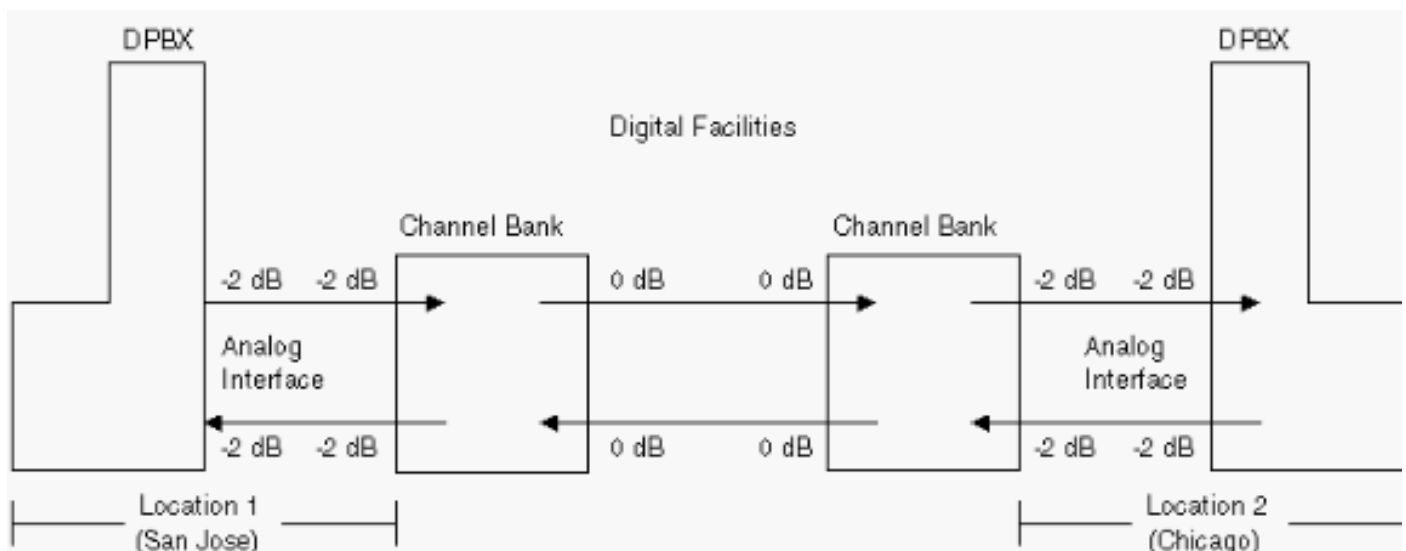 DPBX DPBX
Digital Facilities
Channel Bank Channel Bank
-2 dB -2 dB 0 dB 0 dB -2 dB -2 dB
Analog Interface
Analog Interface
-2 dB -2 dB 0 dB 0 dB -2 dB -2 dB
Location 1
(San Jose)
Location 2
(Chicago)